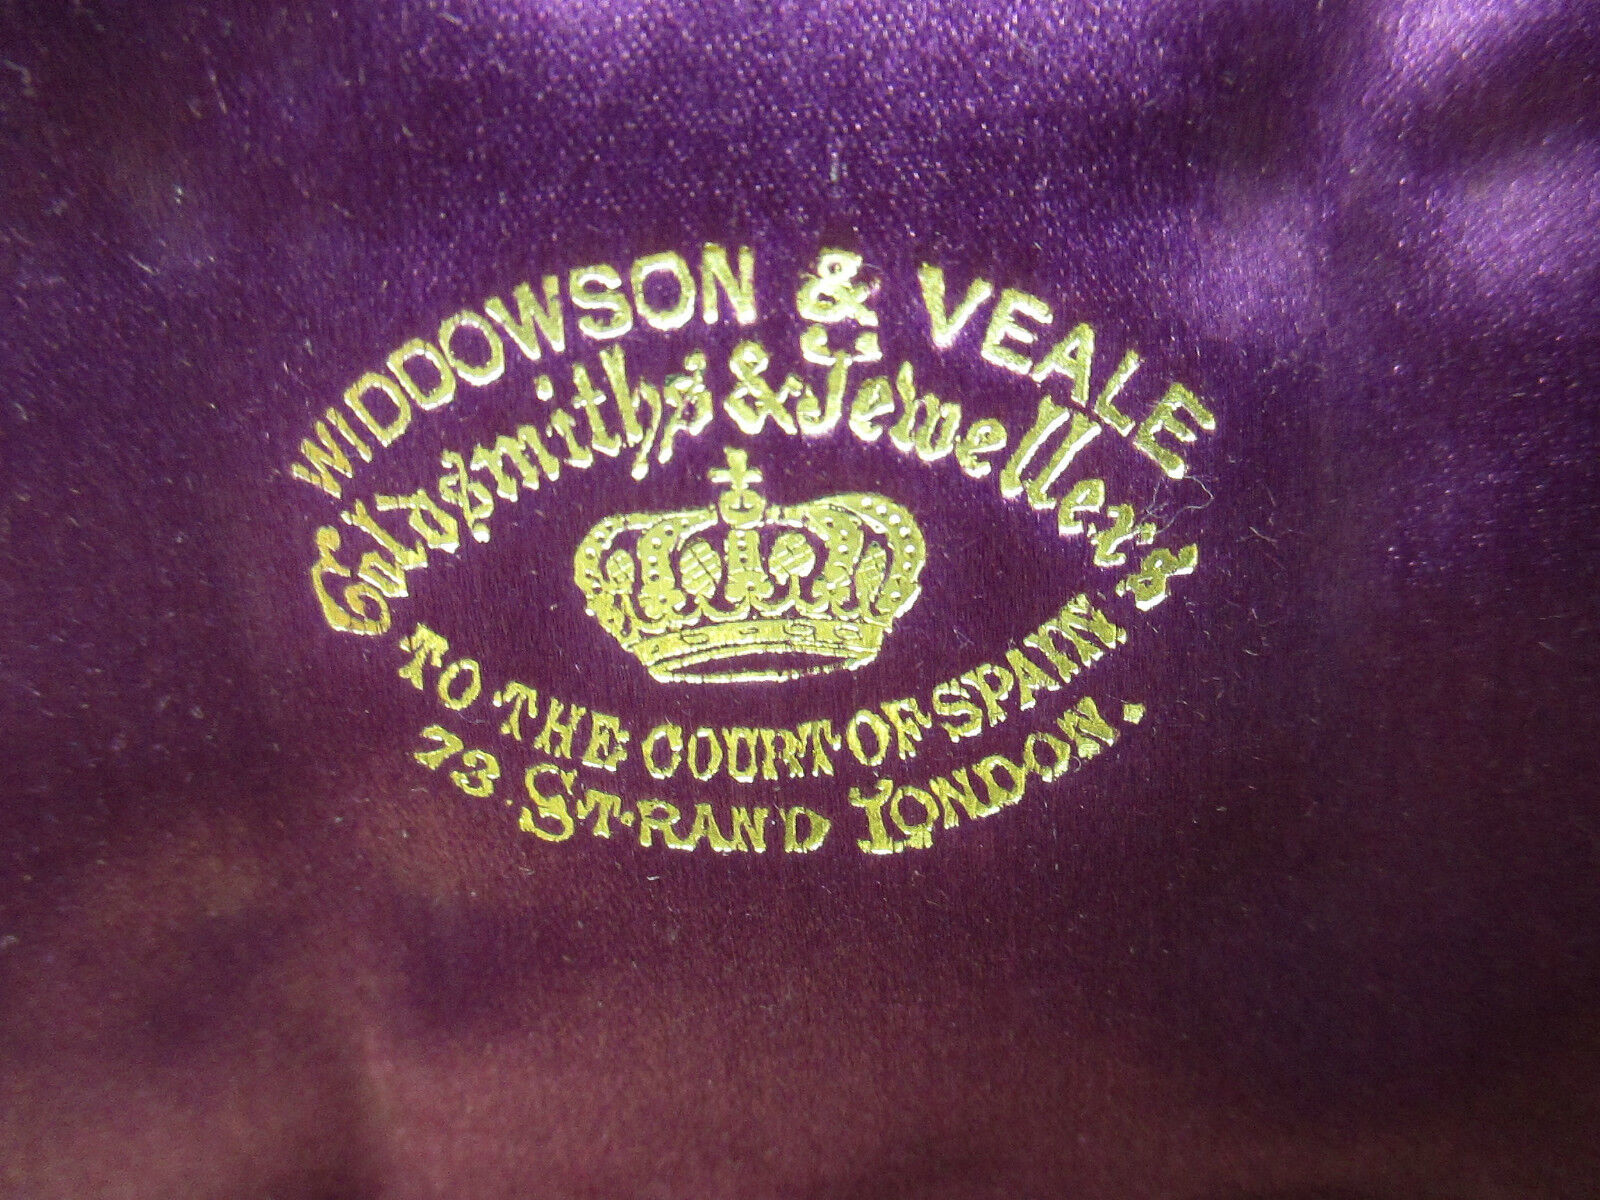 WIDDOWSON & VEALE
Goldsmiths & Jewellers
TO THE COURT OF SPAIN
73 STRAND LONDON.